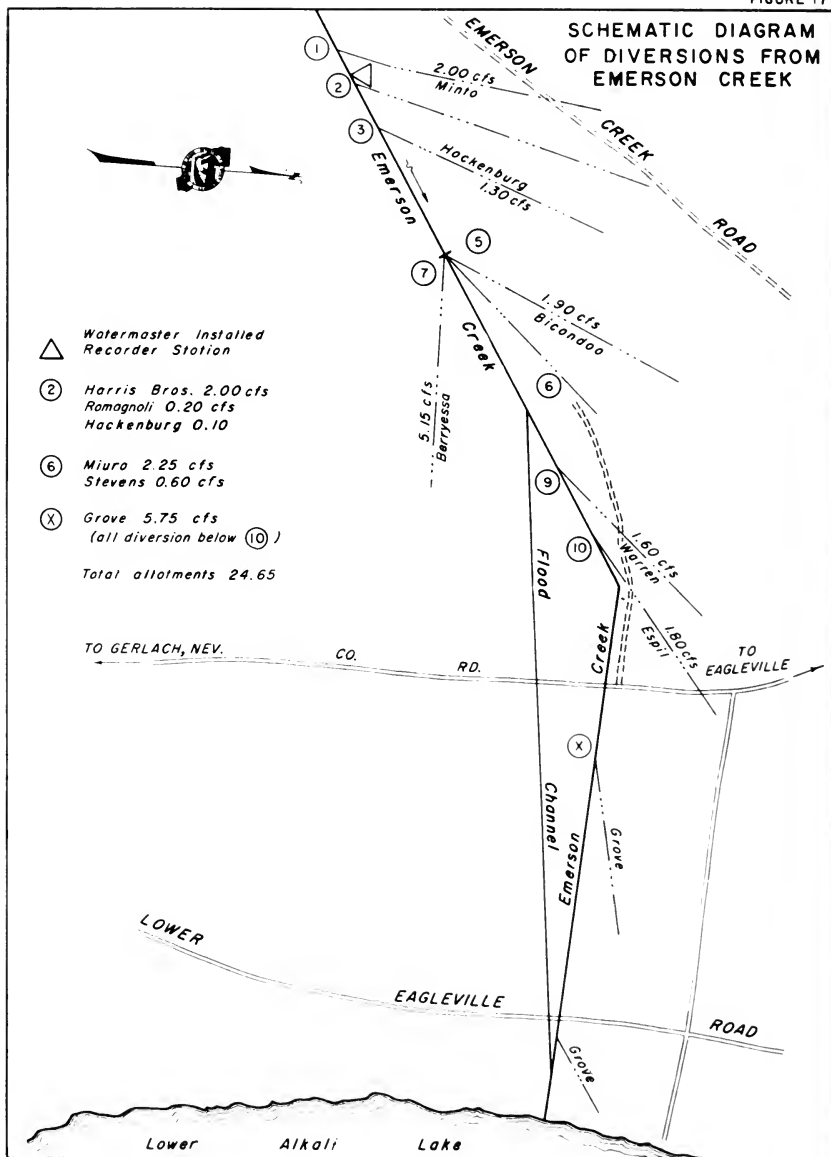 FIGURE 17
SCHEMATIC DIAGRAM
OF DIVERSIONS FROM
EMERSON CREEK
EMERSON
CREEK
ROAD
1
2.00 cfs
Minto
2
3
Hackenburg
1.30 cfs
Emerson
5
7
1.90 cfs
Bicondoa
Creek
5.15 cfs
Berryessa
6
Watermaster Installed
Recorder Station
2 Harris Bros. 2.00 cfs
Romagnoli 0.20 cfs
Hackenburg 0.10
6 Miura 2.25 cfs
Stevens 0.60 cfs
X Grove 5.75 cfs
(all diversion below 10 )
Total allotments 24.65
9
1.60 cfs
Warren
10
Flood
Channel
1.80 cfs
Espil
Creek
TO GERLACH, NEV.
CO. RD.
TO
EAGLEVILLE
X
Emerson
Grove
LOWER
EAGLEVILLE
ROAD
Grove
Lower Alkali Lake